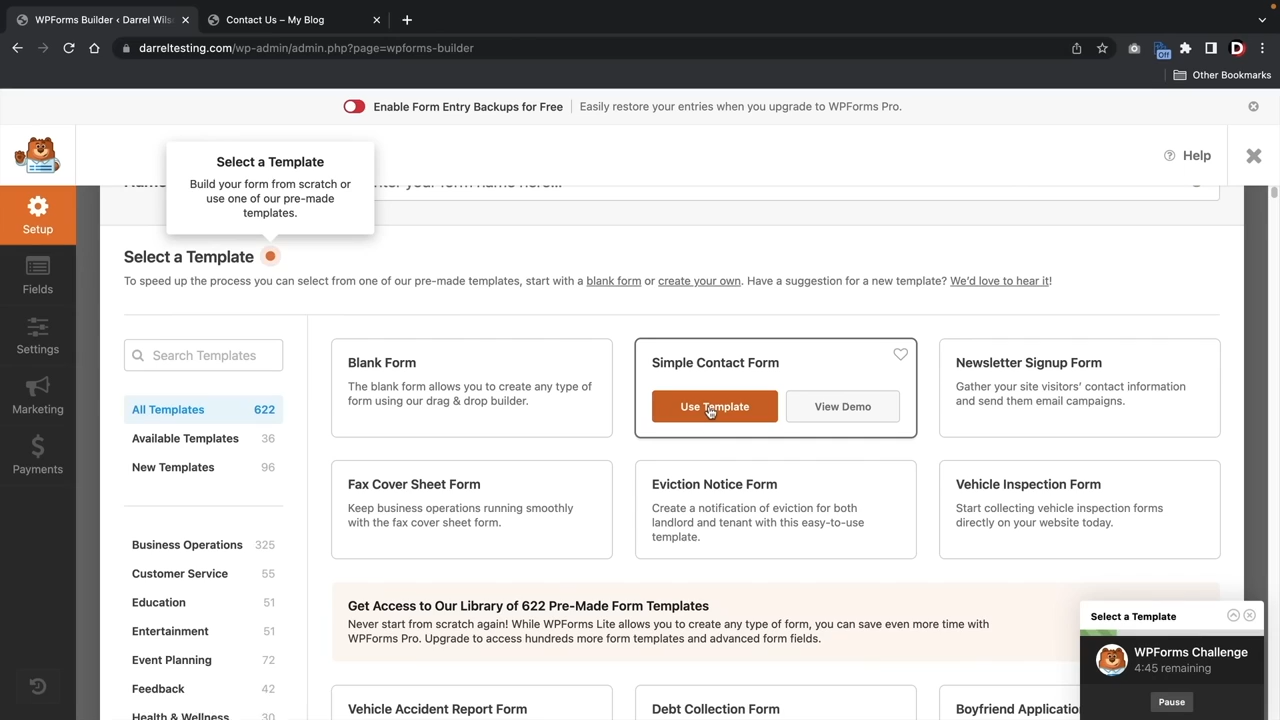 WPForms Builder ‹ Darrel Wils
Contact Us – My Blog
darreltesting.com/wp-admin/admin.php?page=wpforms-builder
Off
D
Other Bookmarks
Enable Form Entry Backups for Free
Easily restore your entries when you upgrade to WPForms Pro.
Help
Select a Template
Build your form from scratch or
use one of our pre-made
templates.
Setup
Fields
Settings
Marketing
Payments
Select a Template
To speed up the process you can select from one of our pre-made templates, start with a blank form or create your own. Have a suggestion for a new template? We'd love to hear it!
Search Templates
All Templates 622
Available Templates 36
New Templates 96
Business Operations 325
Customer Service 55
Education 51
Entertainment 51
Event Planning 72
Feedback 42
Health & Wellness 30
Blank Form
The blank form allows you to create any type of
form using our drag & drop builder.
Simple Contact Form
Use Template
View Demo
Newsletter Signup Form
Gather your site visitors' contact information
and send them email campaigns.
Fax Cover Sheet Form
Keep business operations running smoothly
with the fax cover sheet form.
Eviction Notice Form
Create a notification of eviction for both
landlord and tenant with this easy-to-use
template.
Vehicle Inspection Form
Start collecting vehicle inspection forms
directly on your website today.
Get Access to Our Library of 622 Pre-Made Form Templates
Never start from scratch again! While WPForms Lite allows you to create any type of form, you can save even more time with
WPForms Pro. Upgrade to access hundreds more form templates and advanced form fields.
Vehicle Accident Report Form
Debt Collection Form
Boyfriend Applicatio
Select a Template
WPForms Challenge
4:45 remaining
Pause